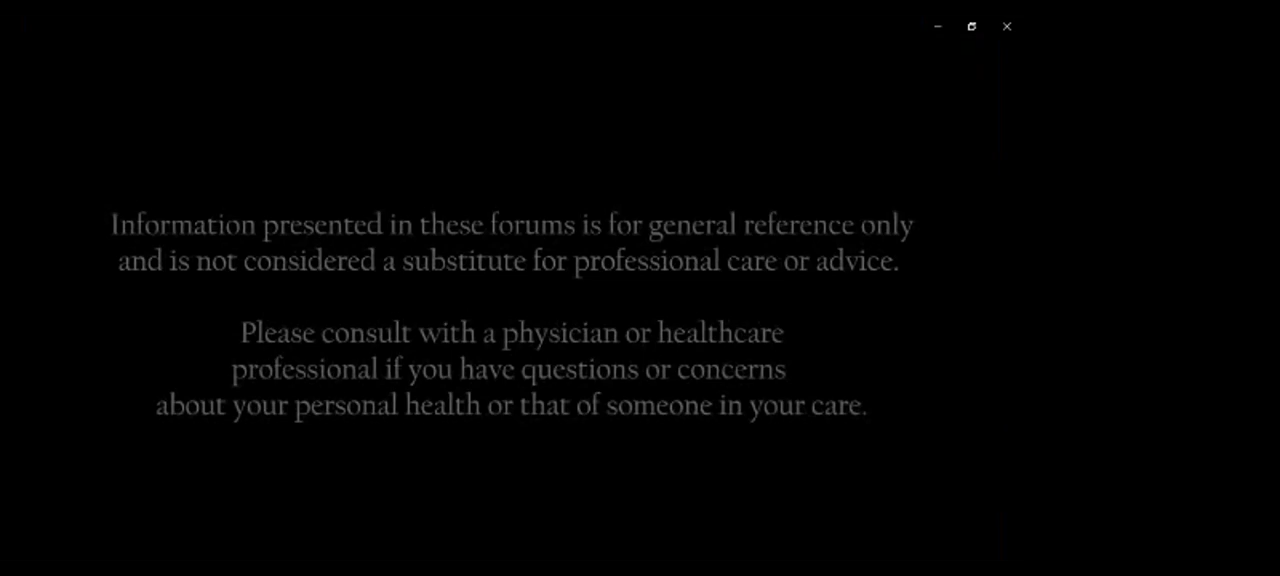 Information presented in these forums is for general reference only
and is not considered a substitute for professional care or advice.
Please consult with a physician or healthcare
professional if you have questions or concerns
about your personal health or that of someone in your care.